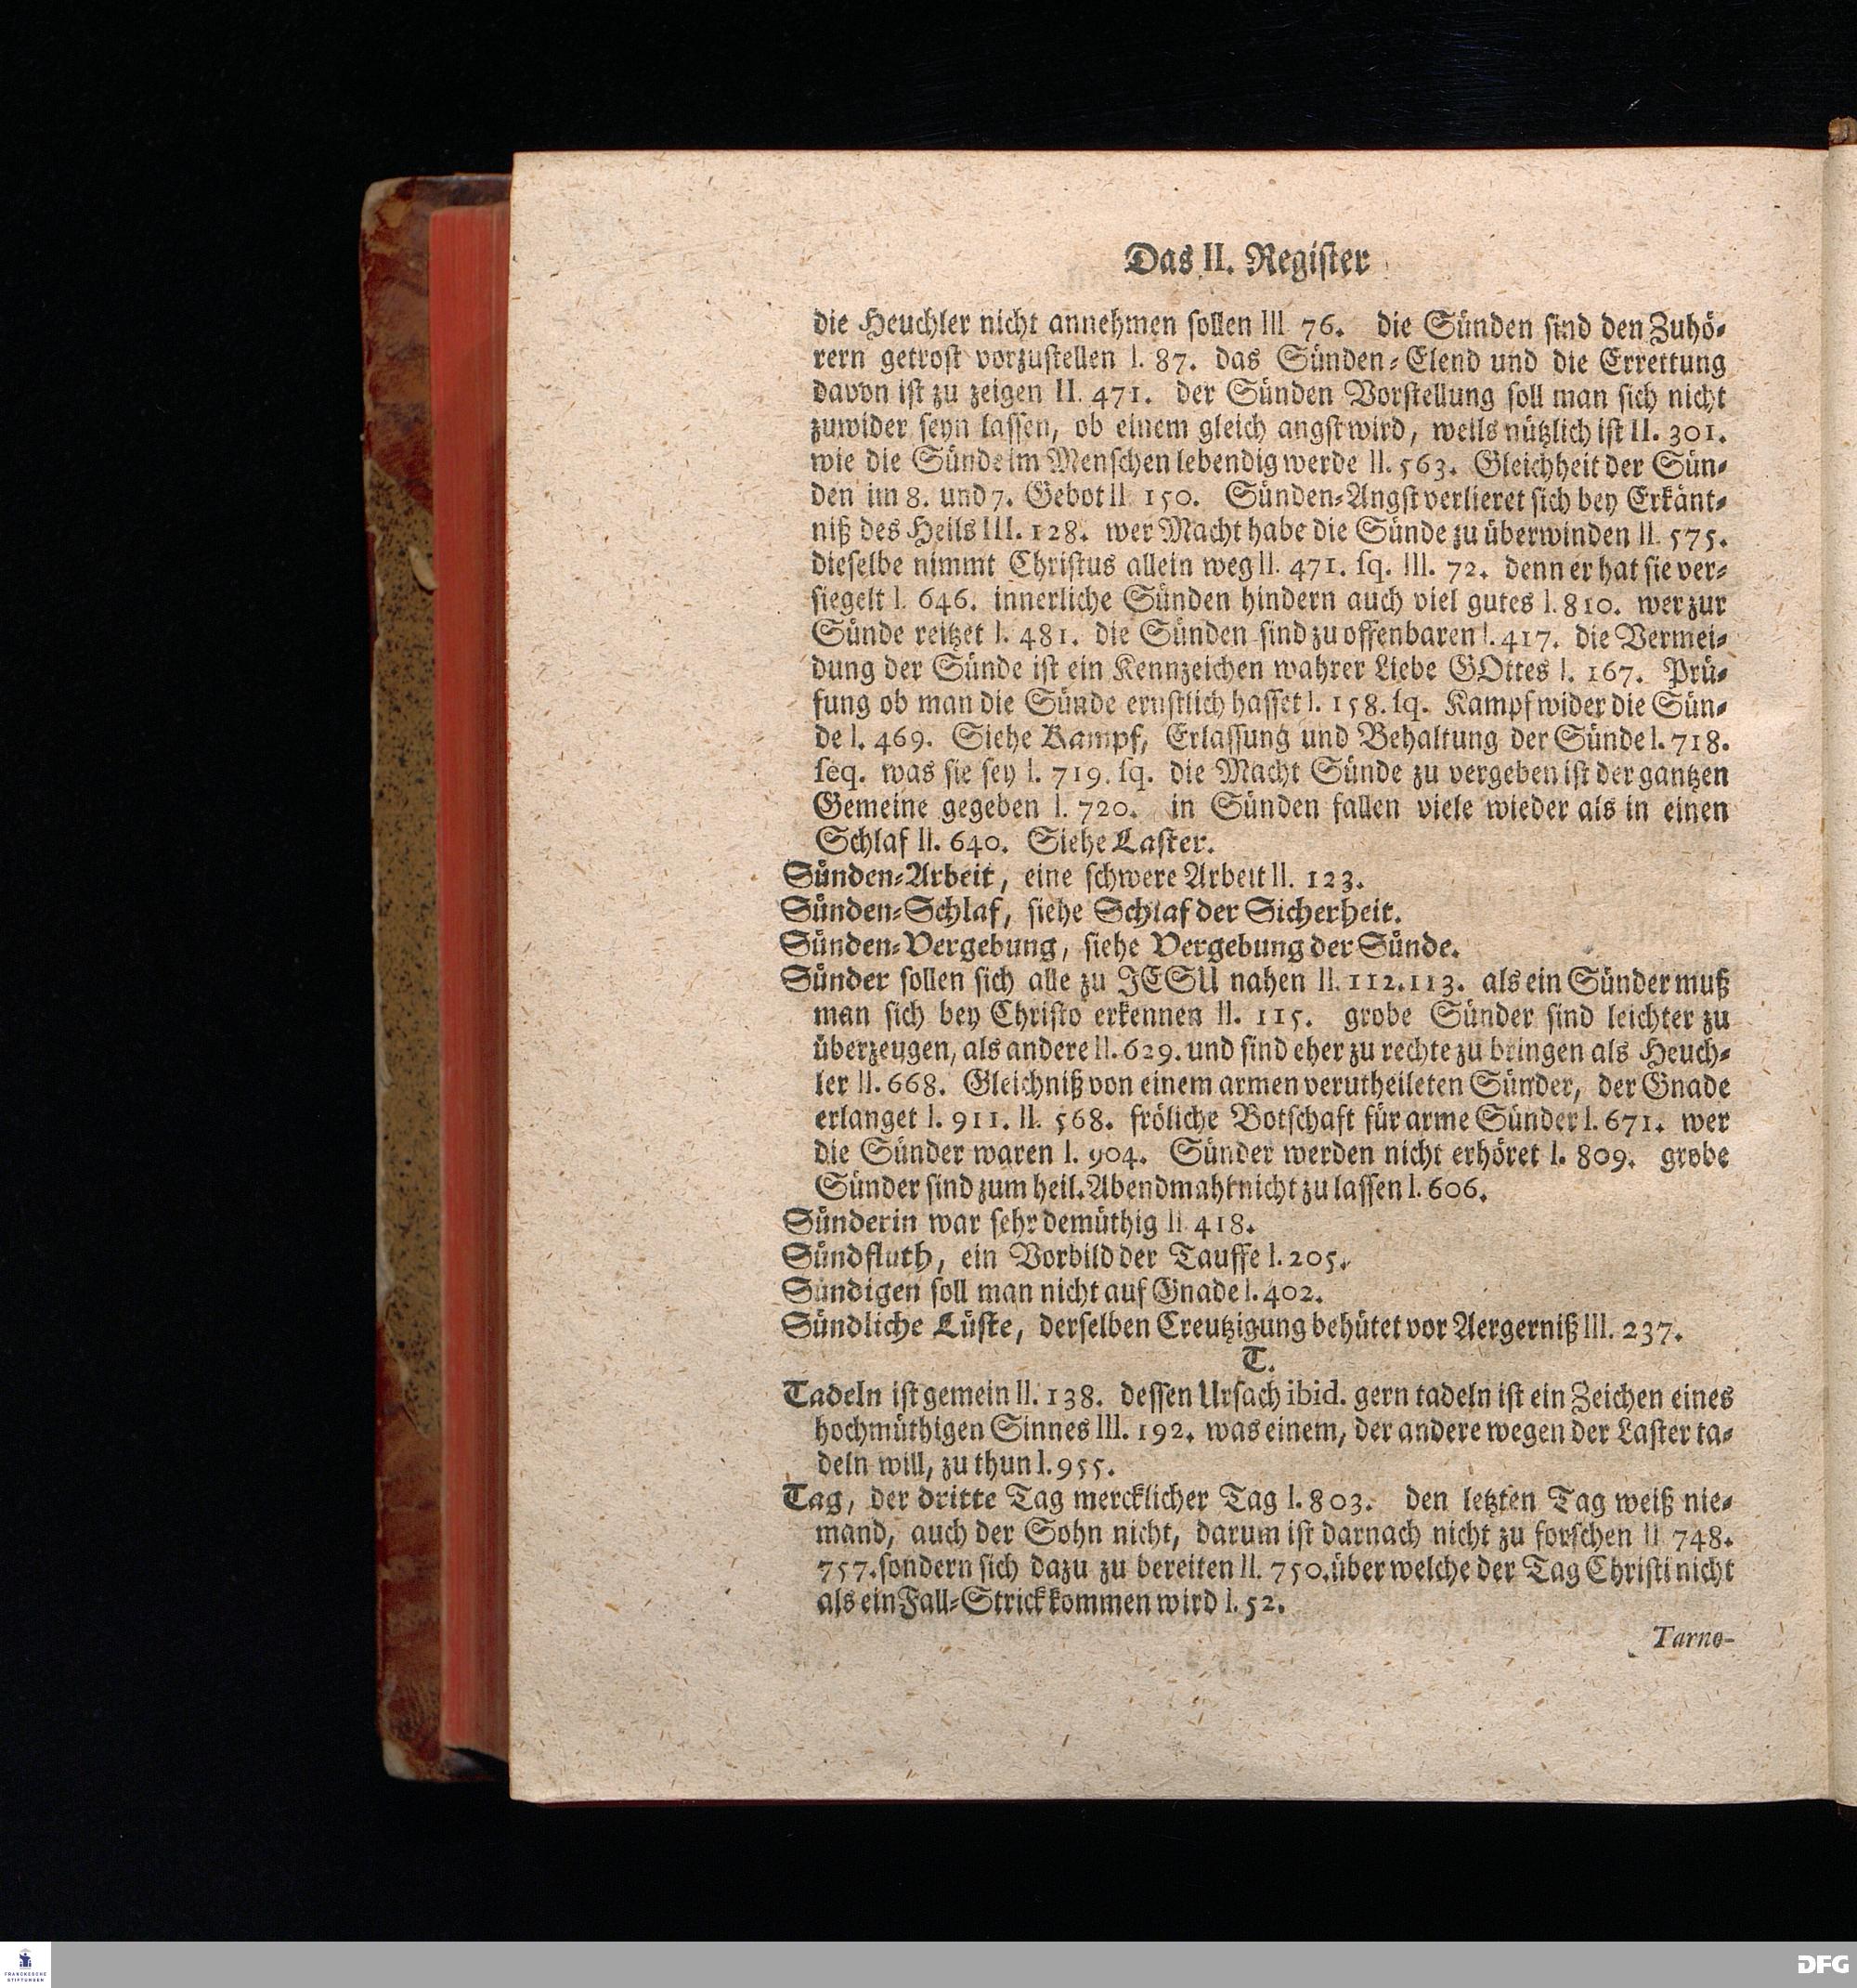 Das II. Register
die Heuchler nicht annehmen sollen III 76. die Sünden sind den Zuhö-
rern getrost vorzustellen I. 87. das Sünden-Elend und die Errettung
davon ist zu zeigen II. 471. der Sünden Vorstellung soll man sich nicht
zuwider seyn lassen, ob einem gleich angst wird, weils nützlich ist II. 301.
wie die Sünde im Menschen lebendig werde II. 563. Gleichheit der Sün-
den im 8. und 7. Gebot II 150. Sünden-Angst verlieret sich bey Erkänt-
niß des Heils III. 128. wer Macht habe die Sünde zu überwinden II. 575.
dieselbe nimmt Christus allein weg II. 471. sq. III. 72. denn er hat sie ver-
siegelt I. 646. innerliche Sünden hindern auch viel gutes I. 810. wer zur
Sünde reitzet I. 481. die Sünden sind zu offenbaren I. 417. die Vermei-
dung der Sünde ist ein Kennzeichen wahrer Liebe GOttes I. 167. Prü-
fung ob man die Sünde ernstlich hasset I. 158. sq. Kampf wider die Sün-
de I. 469. Siehe Kampf, Erlassung und Behaltung der Sünde I. 718.
seq. was sie sey I. 719. sq. die Macht Sünde zu vergeben ist der gantzen
Gemeine gegeben I. 720. in Sünden fallen viele wieder als in einen
Schlaf II. 640. Siehe Laster.
Sünden-Arbeit, eine schwere Arbeit II. 123.
Sünden-Schlaf, siehe Schlaf der Sicherheit.
Sünden-Vergebung, siehe Vergebung der Sünde.
Sünder sollen sich alle zu JESU nahen II. 112. 113. als ein Sünder muß
man sich bey Christo erkennen II. 115. grobe Sünder sind leichter zu
überzeugen, als andere II. 629. und sind eher zu rechte zu bringen als Heuch-
ler II. 668. Gleichniß von einem armen verutheileten Sünder, der Gnade
erlanget I. 911. II. 568. fröliche Botschaft für arme Sünder I. 671. wer
die Sünder waren I. 904. Sünder werden nicht erhöret I. 809. grobe
Sünder sind zum heil. Abendmahl nicht zu lassen I. 606.
Sünderin war sehr demüthig II 418.
Sündfluth, ein Vorbild der Tauffe I. 205.
Sündigen soll man nicht auf Gnade I. 402.
Sündliche Lüste, derselben Creutzigung behütet vor Aergerniß III. 237.
T.
Tadeln ist gemein II. 138. dessen Ursach ibid. gern tadeln ist ein Zeichen eines
hochmüthigen Sinnes III. 192. was einem, der andere wegen der Laster ta-
deln will, zu thun I. 955.
Tag, der dritte Tag mercklicher Tag I. 803. den letzten Tag weiß nie-
mand, auch der Sohn nicht, darum ist darnach nicht zu forschen II 748.
757. sondern sich dazu zu bereiten II. 750. über welche der Tag Christi nicht
als ein Fall-Strick kommen wird I. 52.
Tarno-
FRANCKESCHE
STIFTUNGEN
DFG